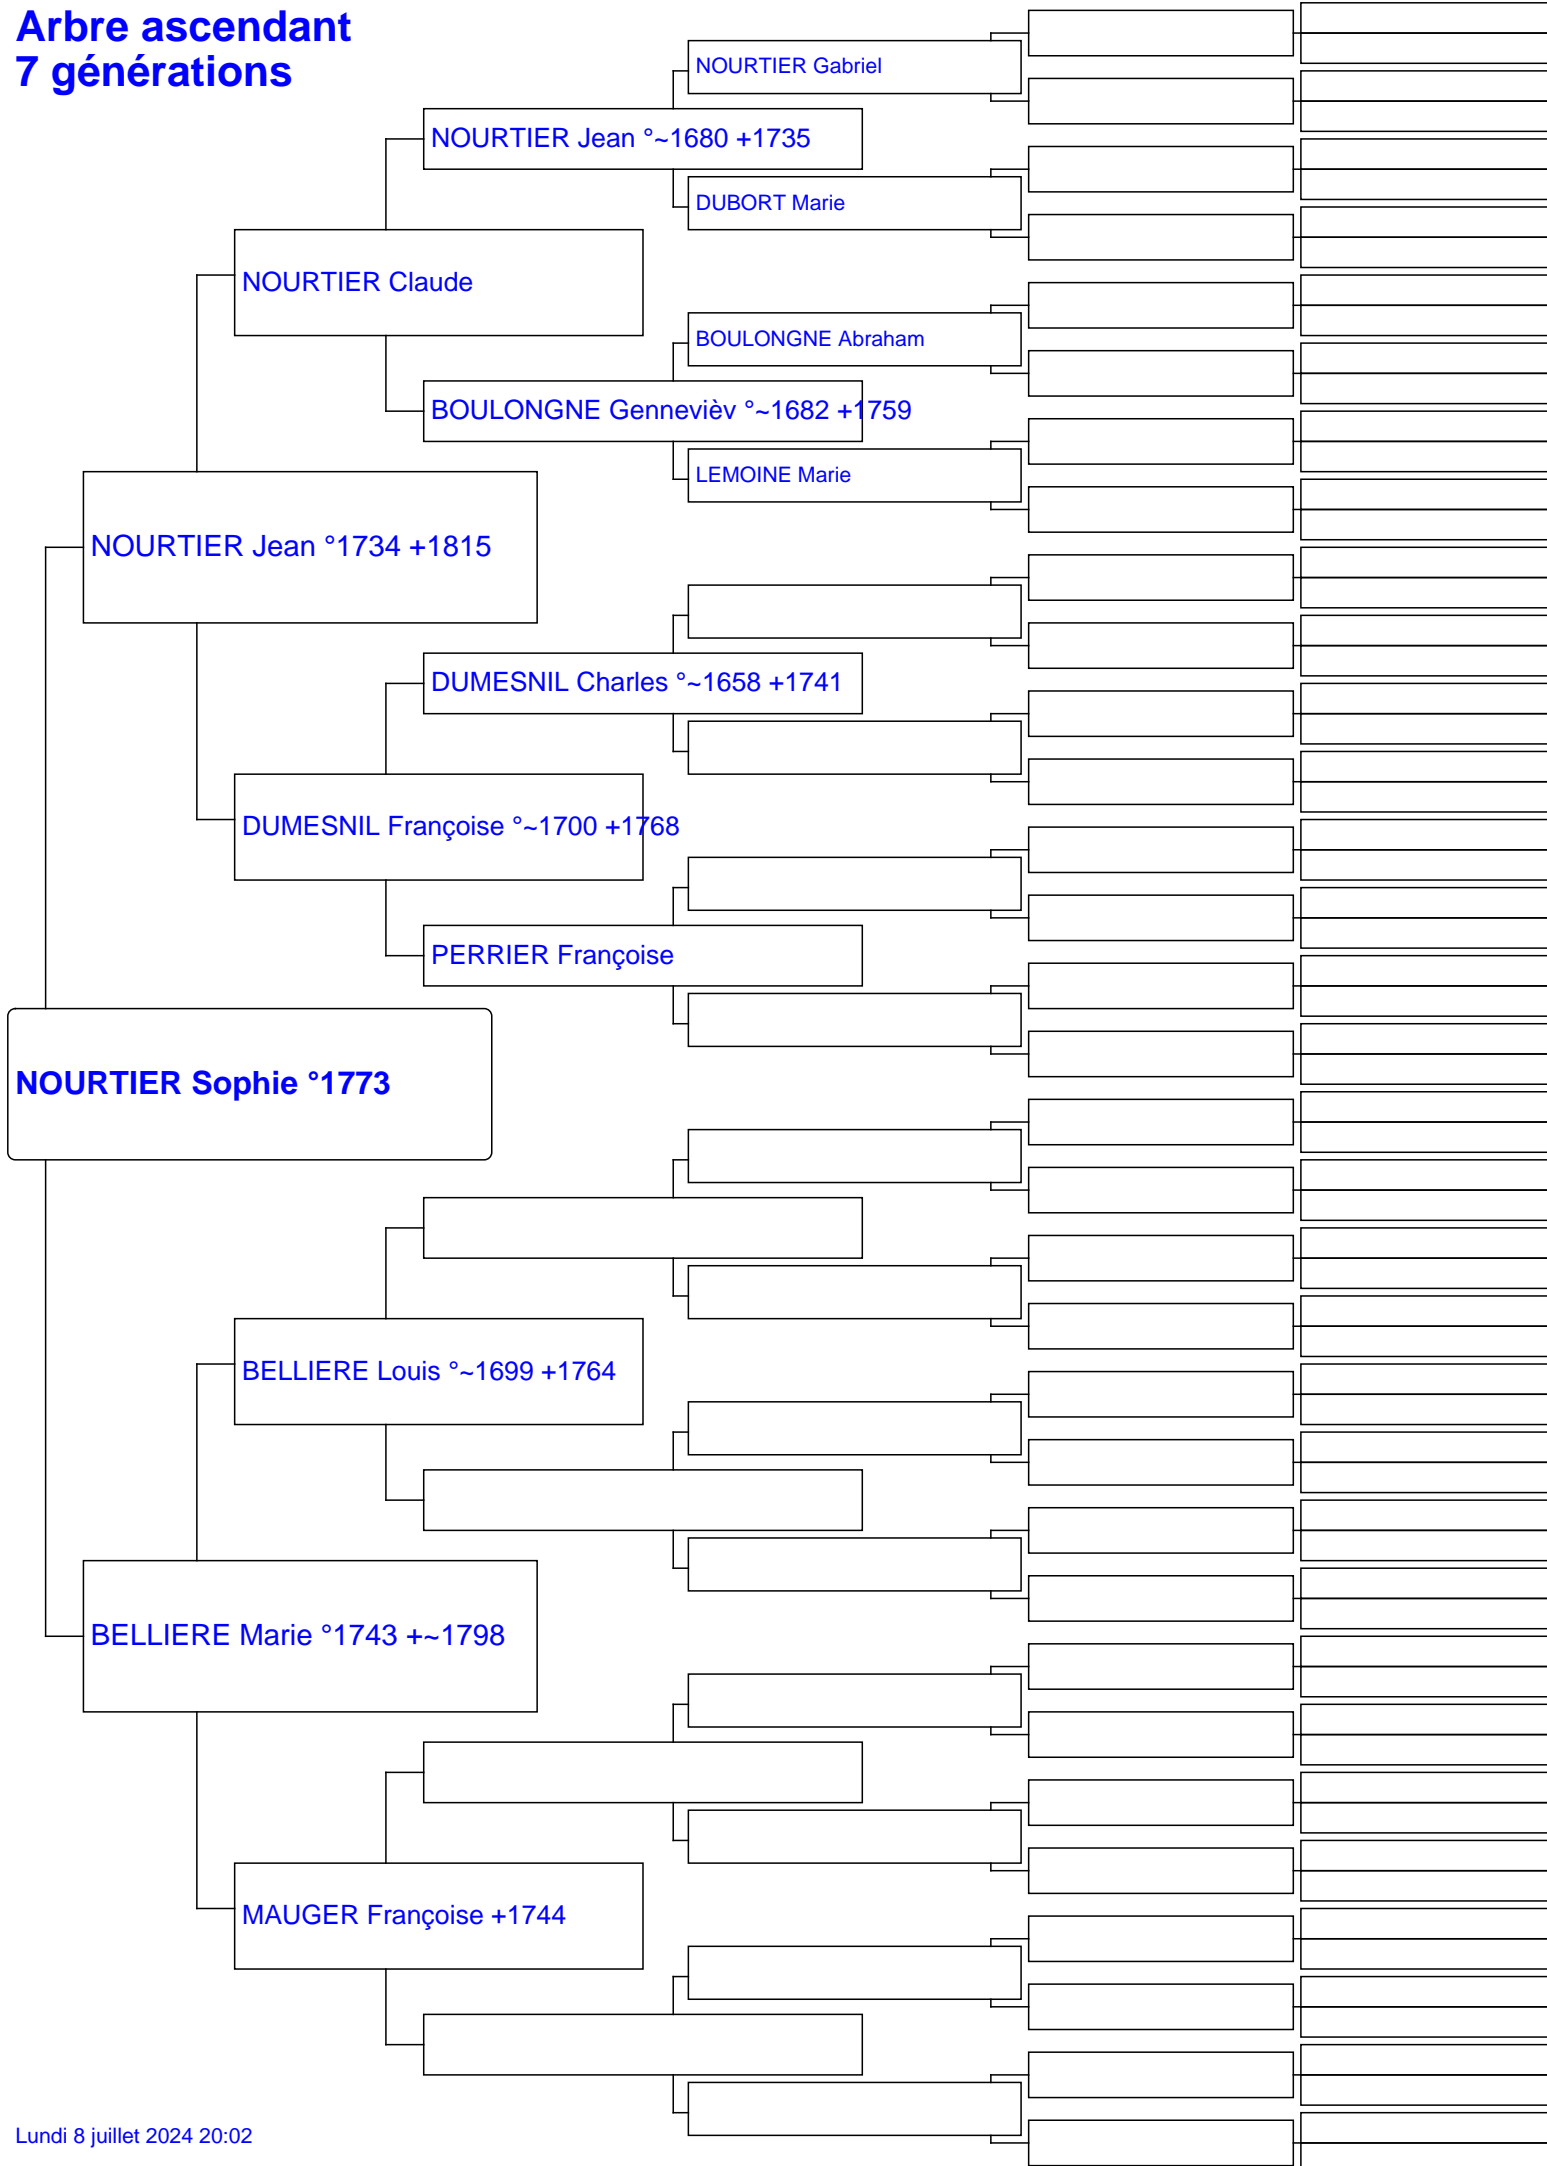 Arbre ascendant
7 générations
NOURTIER Gabriel
NOURTIER Jean °~1680 +1735
DUBORT Marie
NOURTIER Claude
BOULONGNE Abraham
BOULONGNE Gennevièv °~1682 +1759
LEMOINE Marie
NOURTIER Jean °1734 +1815
DUMESNIL Charles °~1658 +1741
DUMESNIL Françoise °~1700 +1768
PERRIER Françoise
NOURTIER Sophie °1773
BELLIERE Louis °~1699 +1764
BELLIERE Marie °1743 +~1798
MAUGER Françoise +1744
Lundi 8 juillet 2024 20:02